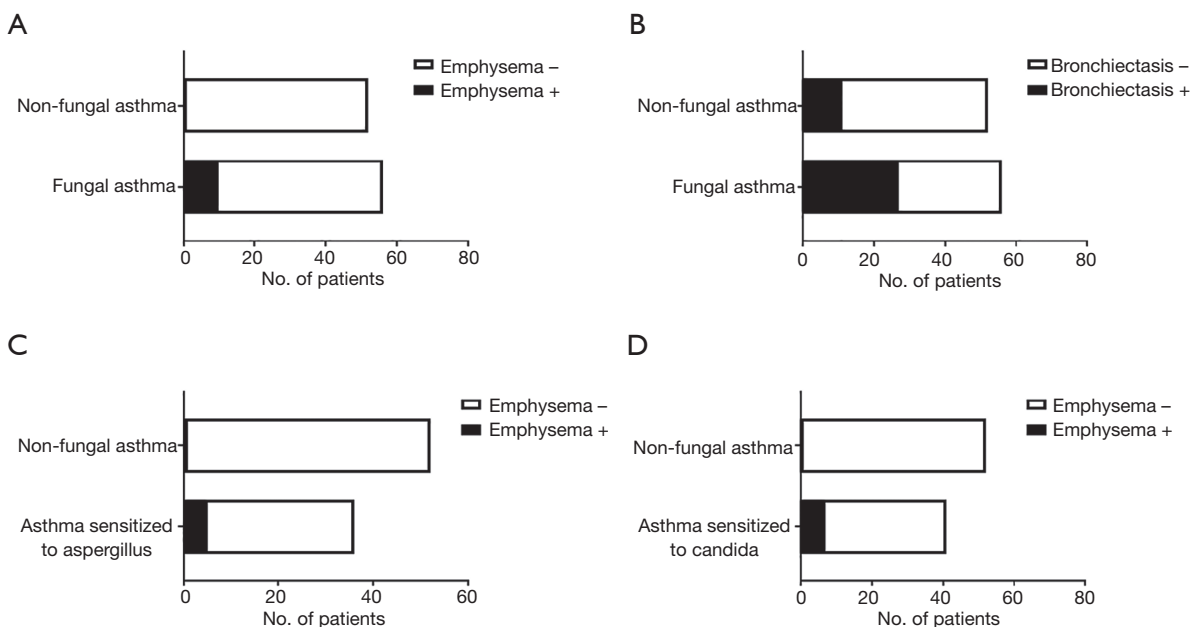 A
Emphysema –
Emphysema +
Non-fungal asthma
Fungal asthma
0 20 40 60 80
No. of patients
B
Bronchiectasis –
Bronchiectasis +
Non-fungal asthma
Fungal asthma
0 20 40 60 80
No. of patients
C
Emphysema –
Emphysema +
Non-fungal asthma
Asthma sensitized
to aspergillus
0 20 40 60
No. of patients
D
Emphysema –
Emphysema +
Non-fungal asthma
Asthma sensitized
to candida
0 20 40 60 80
No. of patients